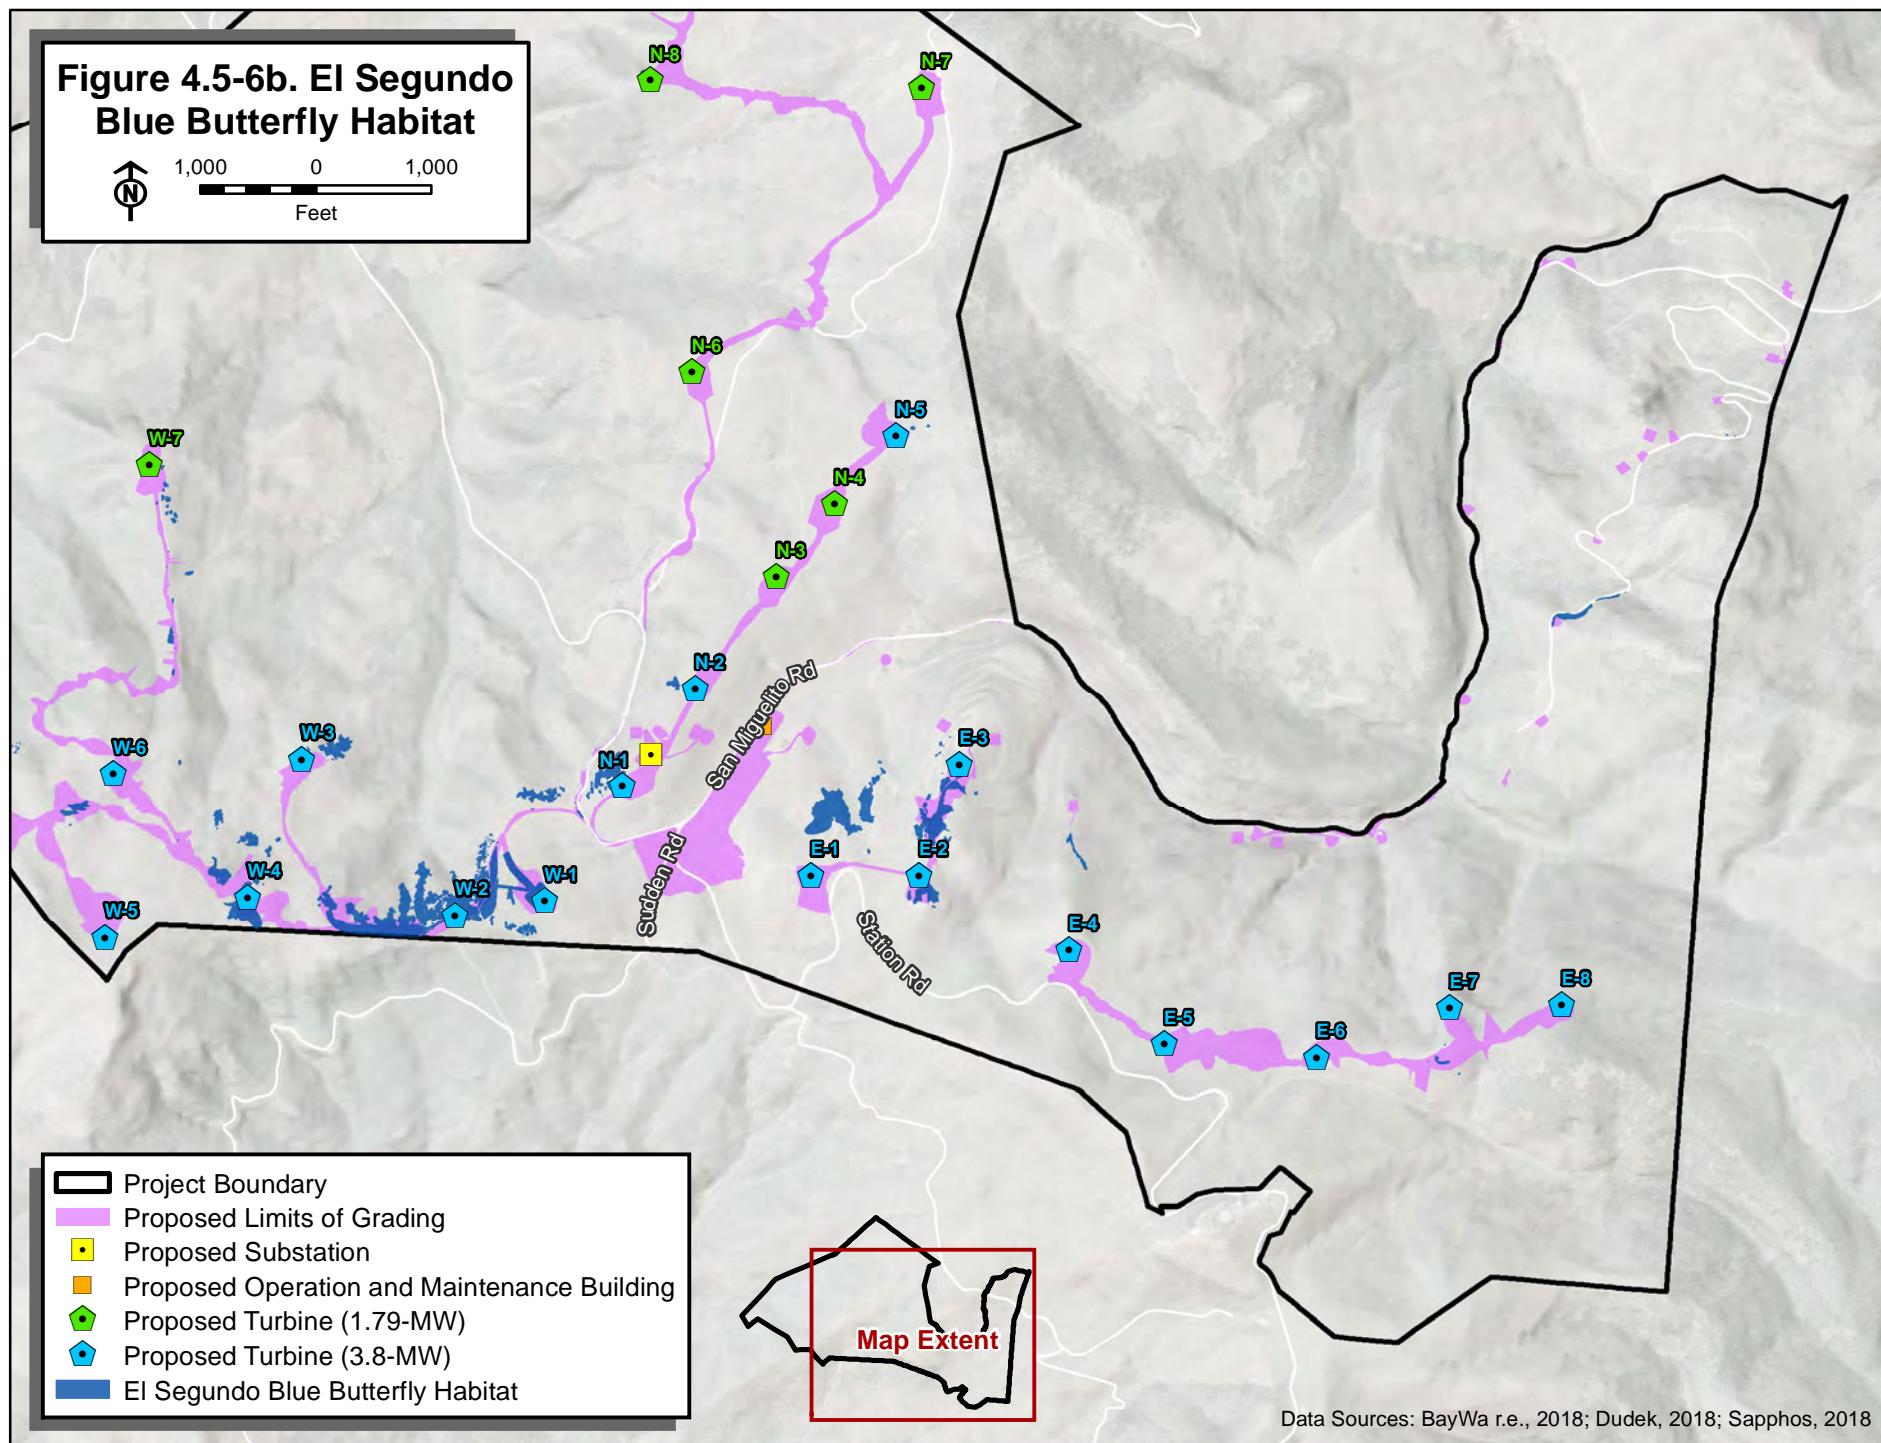 Figure 4.5-6b. El Segundo
Blue Butterfly Habitat
1,000 0 1,000
N
Feet
N-8
N-7
N-6
N-5
W-7
N-4
N-3
N-2
San Miguelito Rd
W-6
W-3
N-1
E-3
Sudden Rd
E-1
E-2
W-4
W-2
W-1
W-5
Station Rd
E-4
E-5
E-6
E-7
E-8
Project Boundary
Proposed Limits of Grading
Proposed Substation
Proposed Operation and Maintenance Building
Proposed Turbine (1.79-MW)
Proposed Turbine (3.8-MW)
El Segundo Blue Butterfly Habitat
Map Extent
Data Sources: BayWa r.e., 2018; Dudek, 2018; Sapphos, 2018